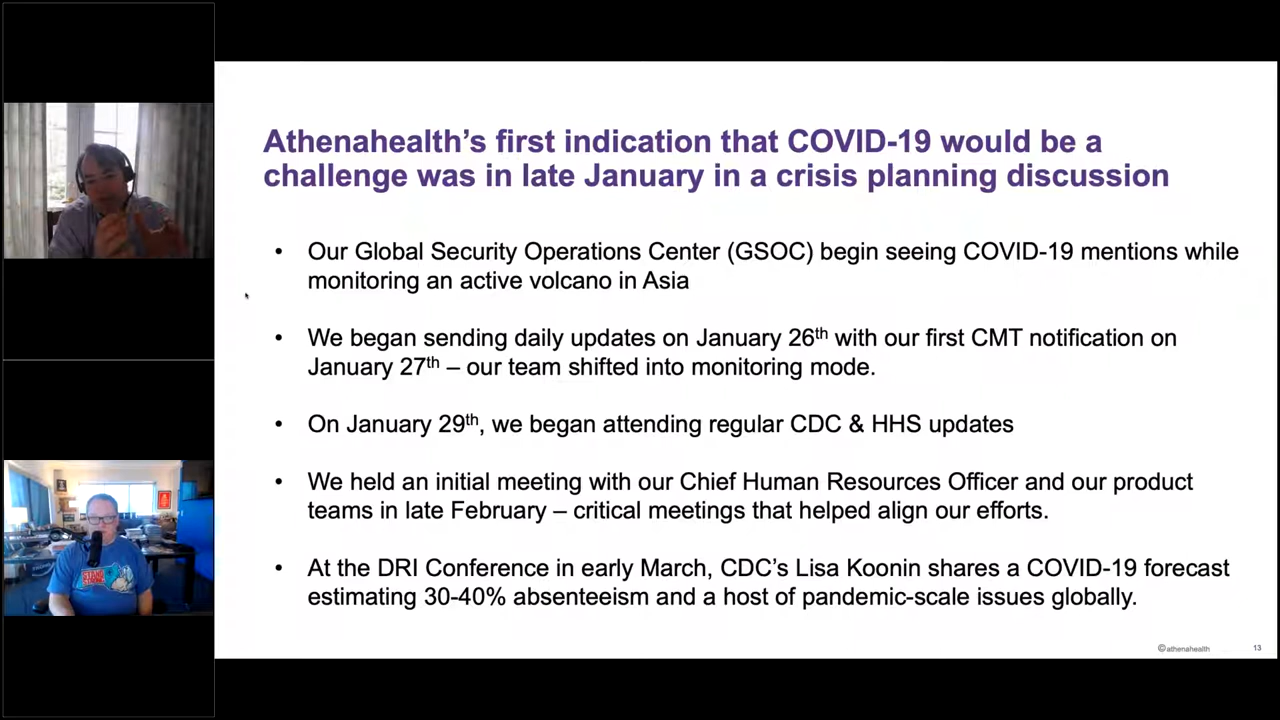 Athenahealth’s first indication that COVID-19 would be a
challenge was in late January in a crisis planning discussion
• Our Global Security Operations Center (GSOC) begin seeing COVID-19 mentions while
monitoring an active volcano in Asia
• We began sending daily updates on January 26th with our first CMT notification on
January 27th – our team shifted into monitoring mode.
• On January 29th, we began attending regular CDC & HHS updates
• We held an initial meeting with our Chief Human Resources Officer and our product
teams in late February – critical meetings that helped align our efforts.
• At the DRI Conference in early March, CDC’s Lisa Koonin shares a COVID-19 forecast
estimating 30-40% absenteeism and a host of pandemic-scale issues globally.
©athenahealth
13